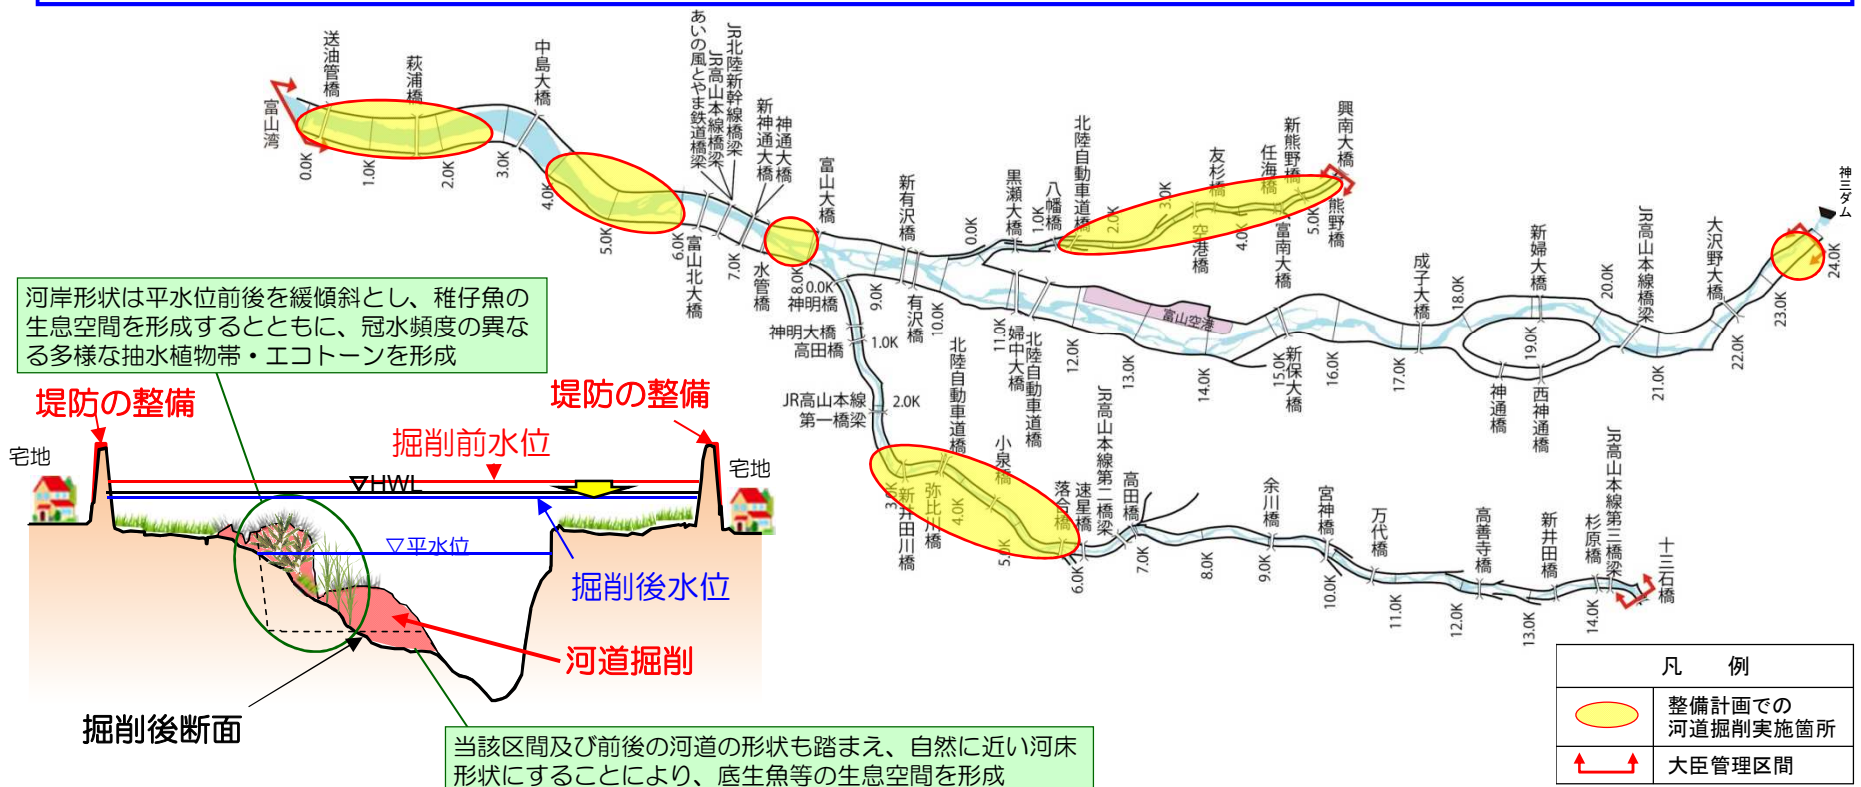 送油管橋
萩浦橋
中島大橋
あいの風とやま鉄道橋梁
JR高山本線橋梁
JR北陸新幹線橋梁
新神通大橋
神通大橋
富山大橋
新有沢橋
黒瀬大橋
八幡橋
北陸自動車道橋
友杉橋
任海橋
新熊野橋
興南大橋
神三ダム
富山湾
0.0K
1.0K
2.0K
3.0K
4.0K
5.0K
6.0K
富山北大橋
7.0K
水管橋
8.0K
0.0K
神明橋
9.0K
有沢橋
10.0K
0.0K
1.0K
2.0K
3.0K
空港橋
4.0K
富南大橋
5.0K
熊野橋
11.0K
婦中大橋
北陸自動車道橋
12.0K
富山空港
13.0K
14.0K
15.0K
新保大橋
16.0K
17.0K
成子大橋
18.0K
新婦大橋
19.0K
神通橋
西神通橋
20.0K
JR高山本線橋梁
21.0K
大沢野大橋
22.0K
23.0K
24.0K
神明大橋
高田橋
1.0K
JR高山本線
第一橋梁
2.0K
3.0K
新井田川橋
弥比川橋
北陸自動車道橋
4.0K
小泉橋
5.0K
落合橋
6.0K
速星橋
JR高山本線第二橋梁
高田橋
7.0K
8.0K
余川橋
9.0K
宮神橋
10.0K
万代橋
11.0K
高善寺橋
12.0K
新井田橋
13.0K
杉原橋
14.0K
JR高山本線第三橋梁
十三石橋
河岸形状は平水位前後を緩傾斜とし、稚仔魚の
生息空間を形成するとともに、冠水頻度の異な
る多様な抽水植物帯・エコトーンを形成
堤防の整備
堤防の整備
宅地
掘削前水位
宅地
▽HWL
▽平水位
掘削後水位
河道掘削
掘削後断面
当該区間及び前後の河道の形状も踏まえ、自然に近い河床
形状にすることにより、底生魚等の生息空間を形成
凡 例
整備計画での
河道掘削実施箇所
大臣管理区間